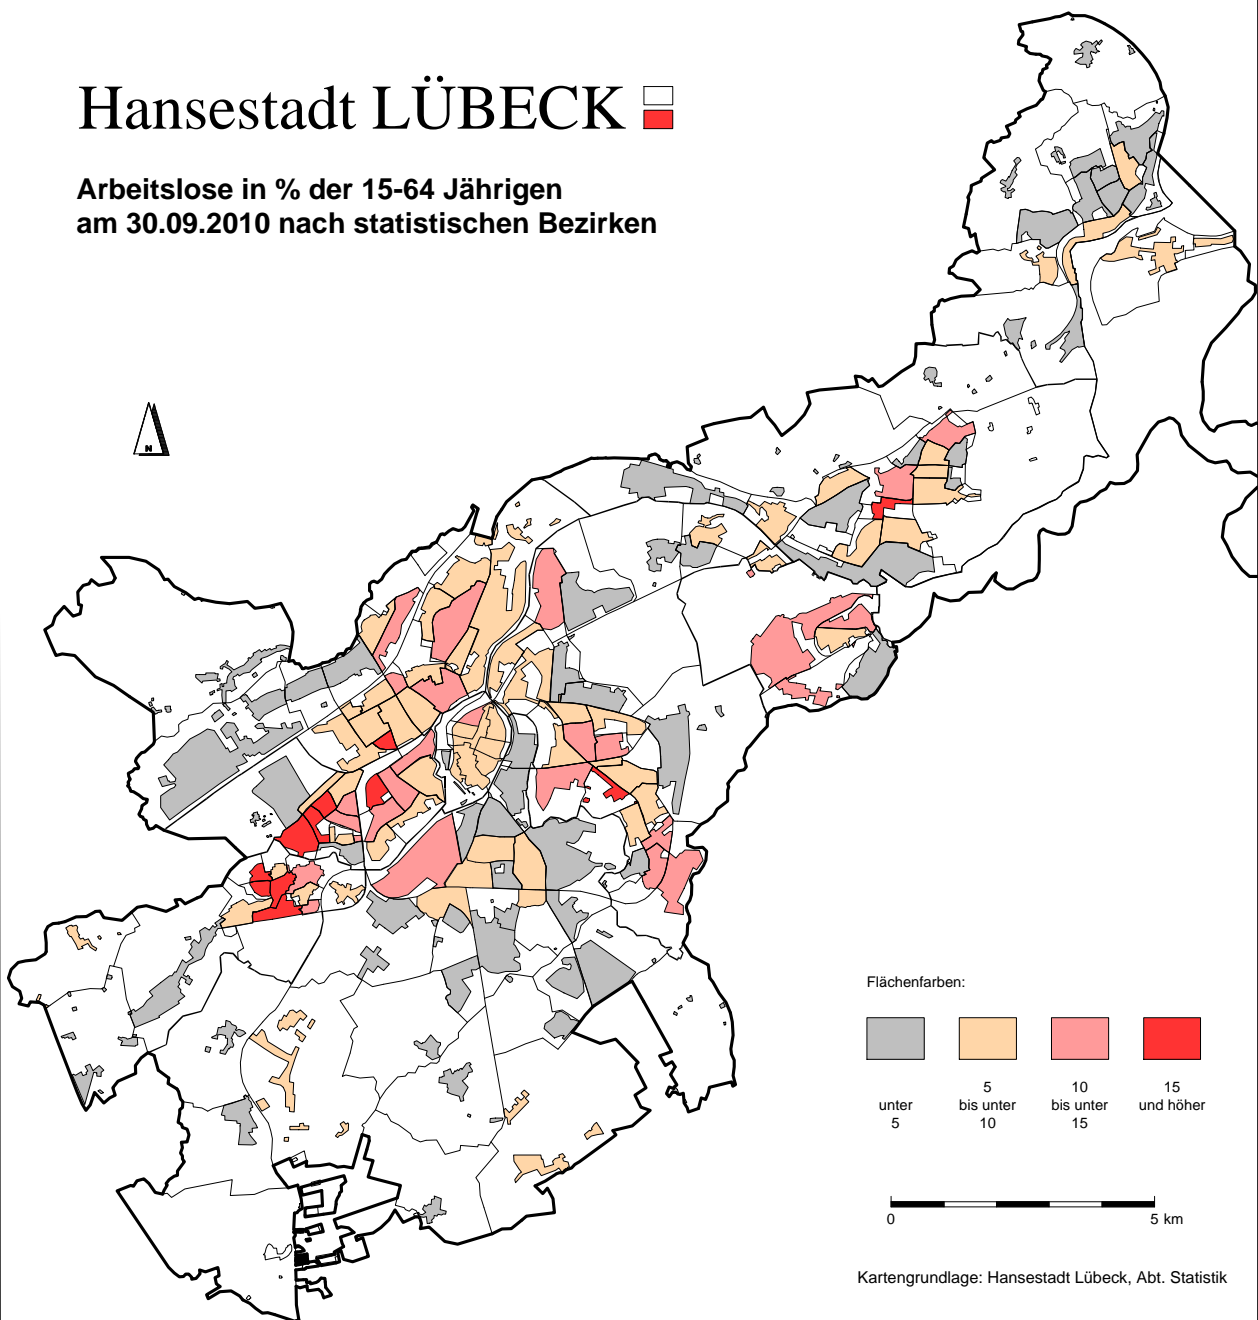 Hansestadt LÜBECK
Arbeitslose in % der 15-64 Jährigen
am 30.09.2010 nach statistischen Bezirken
N
Flächenfarben:
unter
5
5
bis unter
10
10
bis unter
15
15
und höher
0
5 km
Kartengrundlage: Hansestadt Lübeck, Abt. Statistik